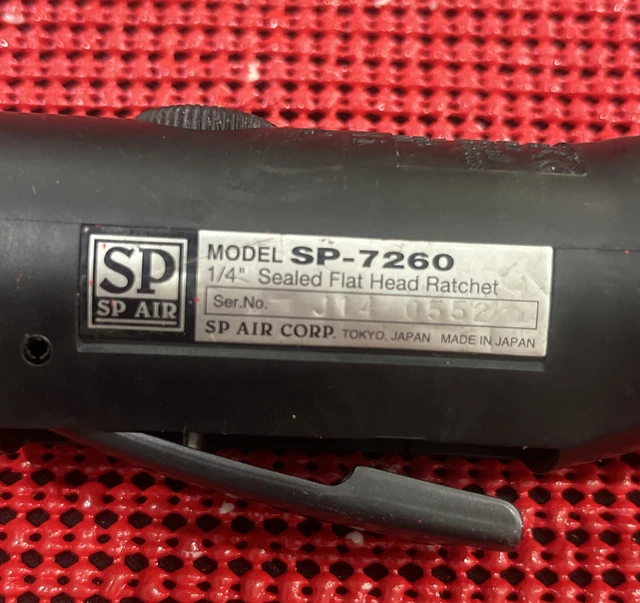 SP
SP AIR
MODEL SP-7260
1/4" Sealed Flat Head Ratchet
Ser.No. J14 05521
SP AIR CORP. TOKYO, JAPAN MADE IN JAPAN